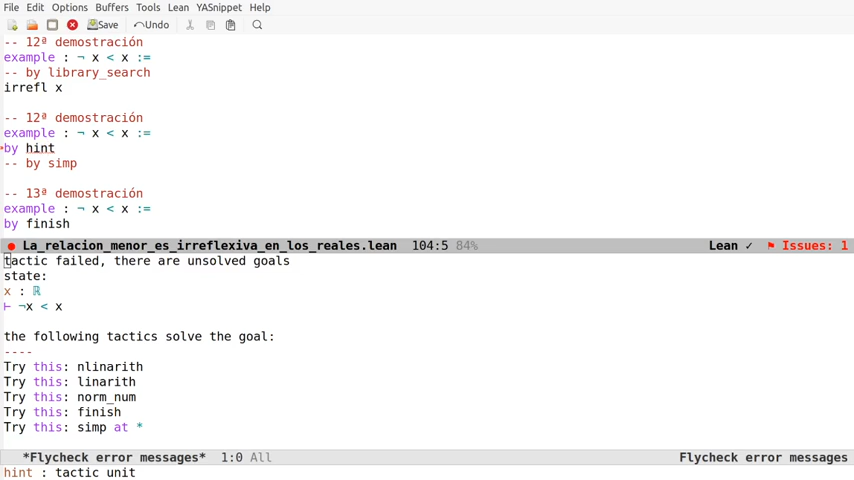 File Edit Options Buffers Tools Lean YASnippet Help
Save Undo
-- 12ª demostración
example : ¬ x < x :=
-- by library_search
irrefl x
-- 12ª demostración
example : ¬ x < x :=
by hint
-- by simp
-- 13ª demostración
example : ¬ x < x :=
by finish
La_relacion_menor_es_irreflexiva_en_los_reales.lean 104:5 84% Lean ✓ Issues: 1
tactic failed, there are unsolved goals
state:
x : ℝ
⊢ ¬x < x
the following tactics solve the goal:
----
Try this: nlinarith
Try this: linarith
Try this: norm_num
Try this: finish
Try this: simp at *
*Flycheck error messages* 1:0 All Flycheck error messages
hint : tactic unit